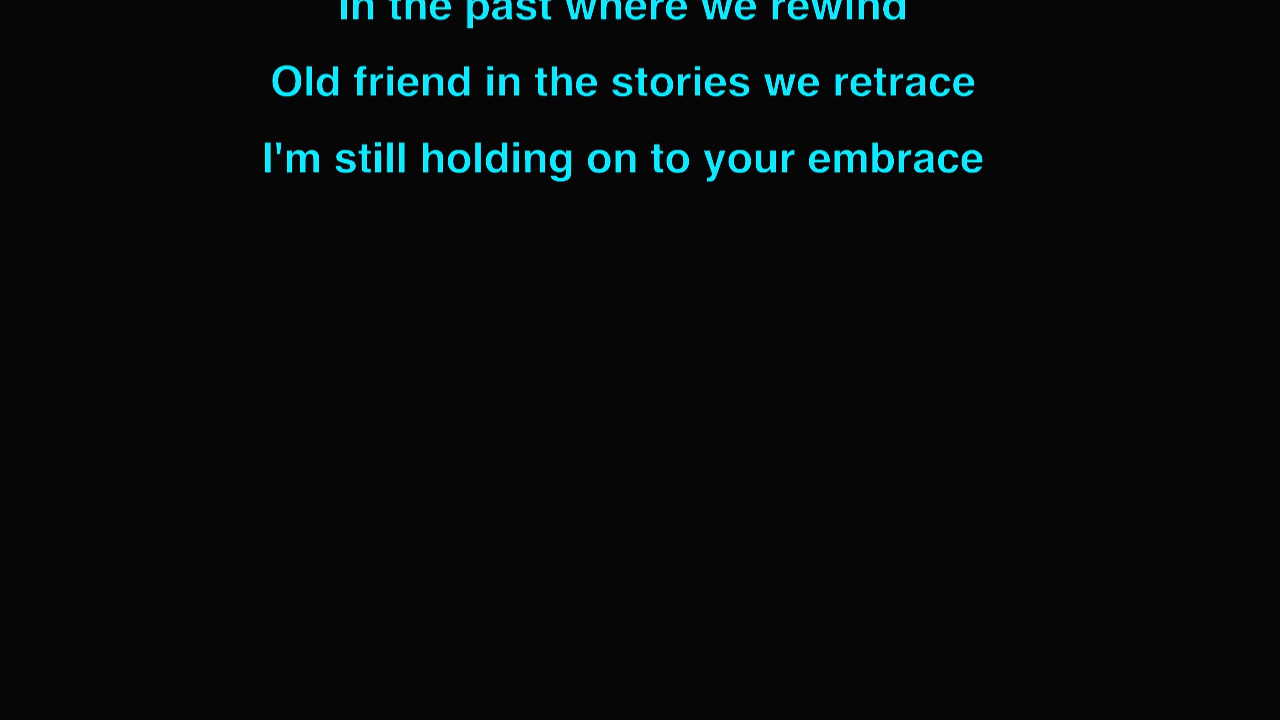 In the past where we rewind
Old friend in the stories we retrace
I'm still holding on to your embrace